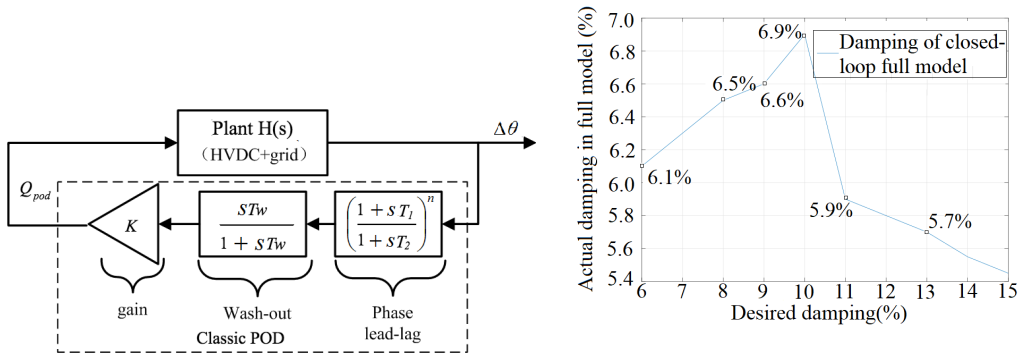 Plant H(s)
（HVDC+grid）
Δθ
Q_pod
K
STw
1 + STw
(1 + sT_1 / 1 + sT_2)^n
gain
Wash-out
Phase
lead-lag
Classic POD
Actual damping in full model (%)
7.0
6.8
6.6
6.4
6.2
6.0
5.8
5.6
5.4
6.1%
6.5%
6.6%
6.9%
5.9%
5.7%
Damping of closed-
loop full model
6 7 8 9 10 11 12 13 14 15
Desired damping(%)